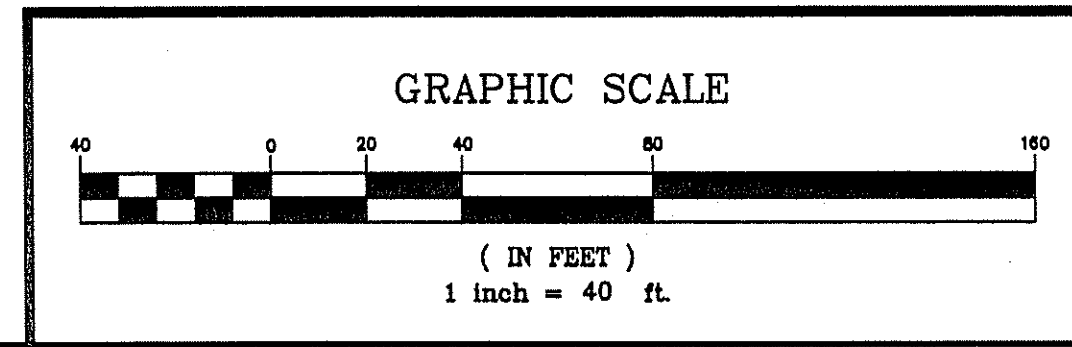 GRAPHIC SCALE
40 0 20 40 80 160
( IN FEET )
1 inch = 40 ft.